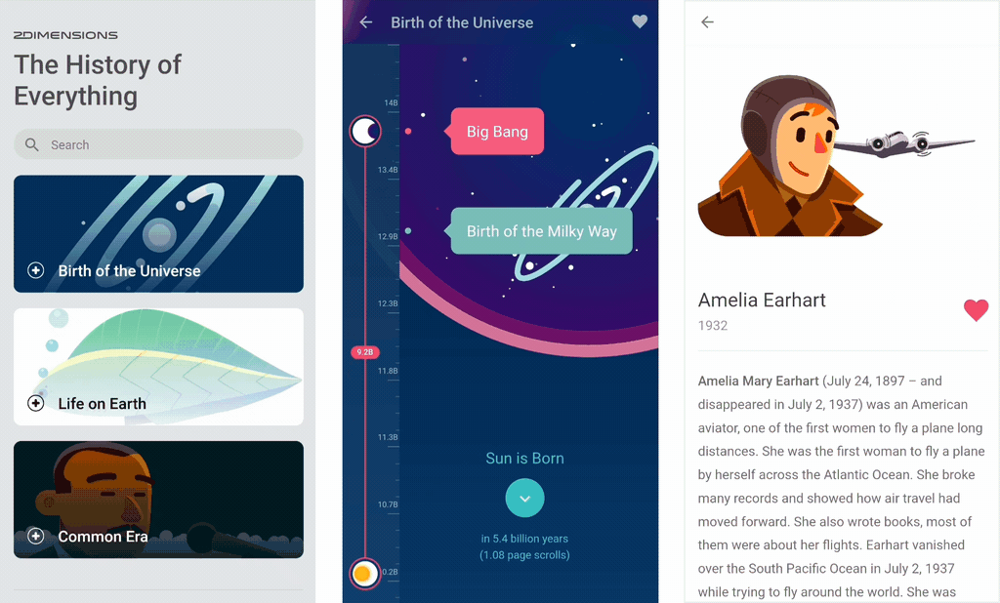 2DIMENSIONS
The History of
Everything
Search
Birth of the Universe
Life on Earth
Common Era
Birth of the Universe
14B
Big Bang
13.4B
12.9B
Birth of the Milky Way
12.3B
9.2B
11.8B
11.3B
Sun is Born
10.7B
in 5.4 billion years
(1.08 page scrolls)
0.2B
Amelia Earhart
1932
Amelia Mary Earhart (July 24, 1897 – and
disappeared in July 2, 1937) was an American
aviator, one of the first women to fly a plane long
distances. She was the first woman to fly a plane
by herself across the Atlantic Ocean. She broke
many records and showed how air travel had
moved forward. She also wrote books, most of
them were about her flights. Earhart vanished
over the South Pacific Ocean in July 2, 1937
while trying to fly around the world. She was